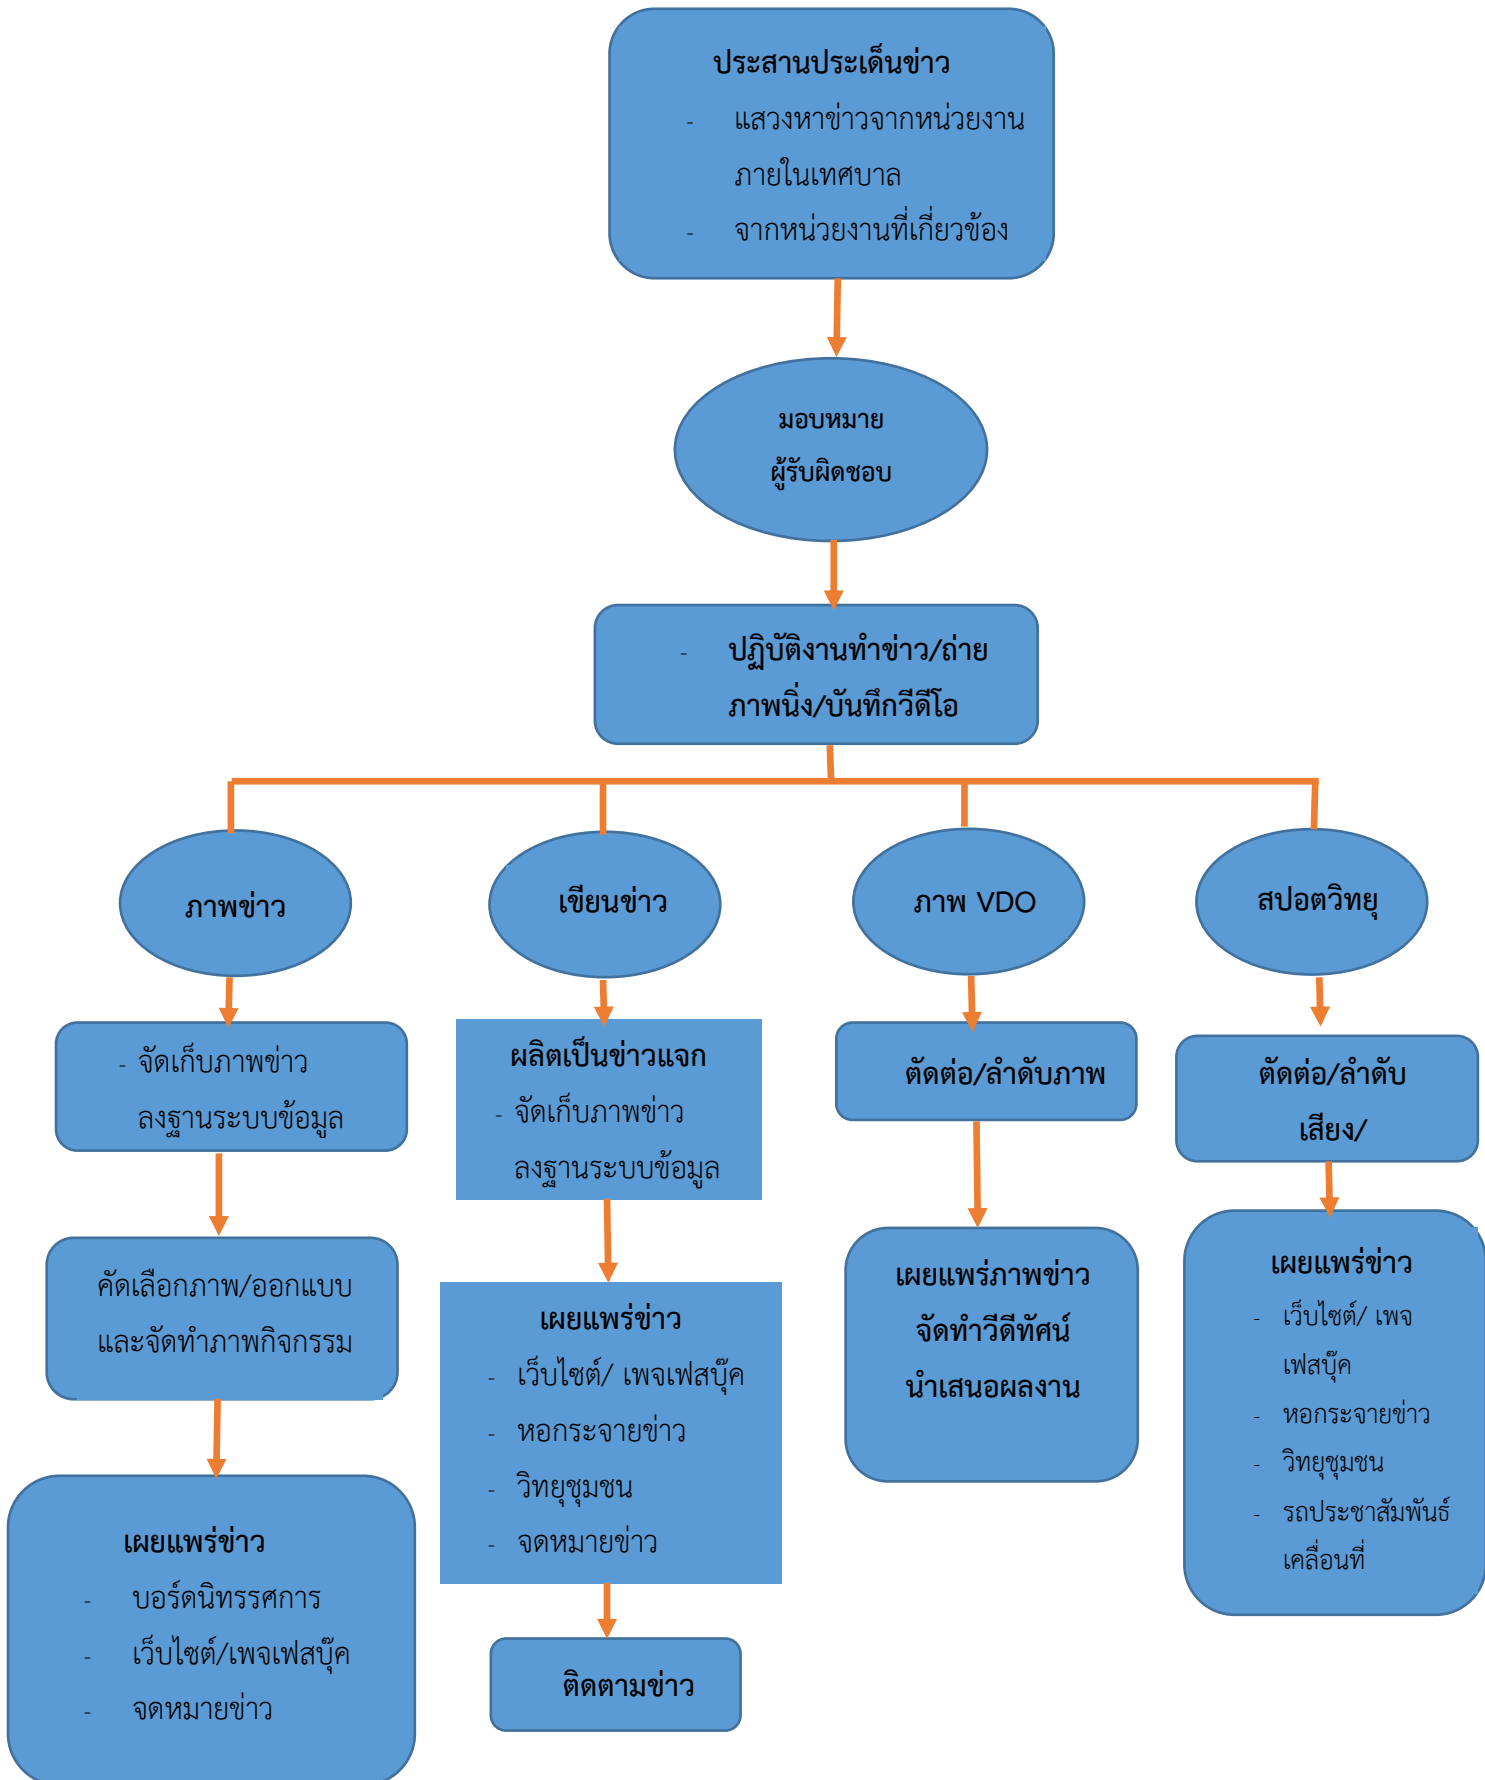 ประสานประเด็นข่าว
- แสวงหาข่าวจากหน่วยงาน
ภายในเทศบาล
- จากหน่วยงานที่เกี่ยวข้อง
มอบหมาย
ผู้รับผิดชอบ
- ปฏิบัติงานทำข่าว/ถ่าย
ภาพนิ่ง/บันทึกวีดีโอ
ภาพข่าว
- จัดเก็บภาพข่าว
ลงฐานระบบข้อมูล
คัดเลือกภาพ/ออกแบบ
และจัดทำภาพกิจกรรม
เผยแพร่ข่าว
- บอร์ดนิทรรศการ
- เว็บไซต์/เพจเฟสบุ๊ค
- จดหมายข่าว
เขียนข่าว
ผลิตเป็นข่าวแจก
- จัดเก็บภาพข่าว
ลงฐานระบบข้อมูล
เผยแพร่ข่าว
- เว็บไซต์/ เพจเฟสบุ๊ค
- หอกระจายข่าว
- วิทยุชุมชน
- จดหมายข่าว
ติดตามข่าว
ภาพ VDO
ตัดต่อ/ลำดับภาพ
เผยแพร่ภาพข่าว
จัดทำวีดีทัศน์
นำเสนอผลงาน
สปอตวิทยุ
ตัดต่อ/ลำดับ
เสียง/
เผยแพร่ข่าว
- เว็บไซต์/ เพจ
เฟสบุ๊ค
- หอกระจายข่าว
- วิทยุชุมชน
- รถประชาสัมพันธ์
เคลื่อนที่